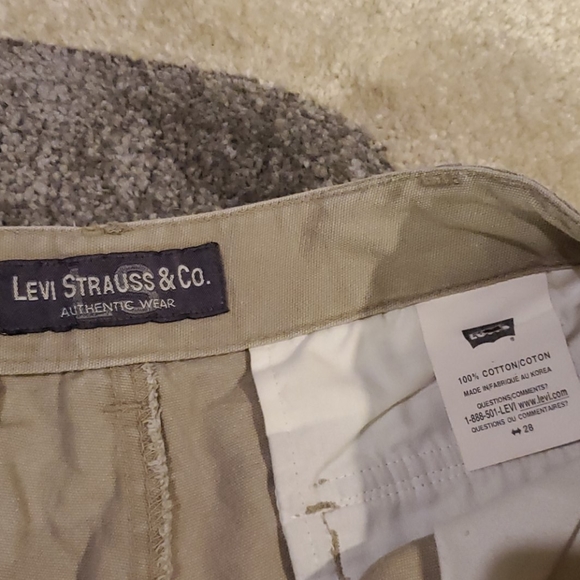 LEVI STRAUSS & CO.
AUTHENTIC WEAR
LEVI'S ®
100% COTTON/COTON
MADE IN/FABRIQUE AU KOREA
QUESTIONS/COMMENTS?
1-888-501-LEVI www.levi.com
QUESTIONS OU COMMENTAIRES?
↔ 28